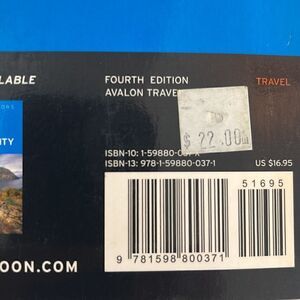 LABLE
FOURTH EDITION
AVALON TRAVEL
TRAVEL
$ 22.00
ITY
ISBN-10: 1-59880-0
ISBN-13: 978-1-59880-037-1
US $16.95
51695
OON.COM
9 781598 800371